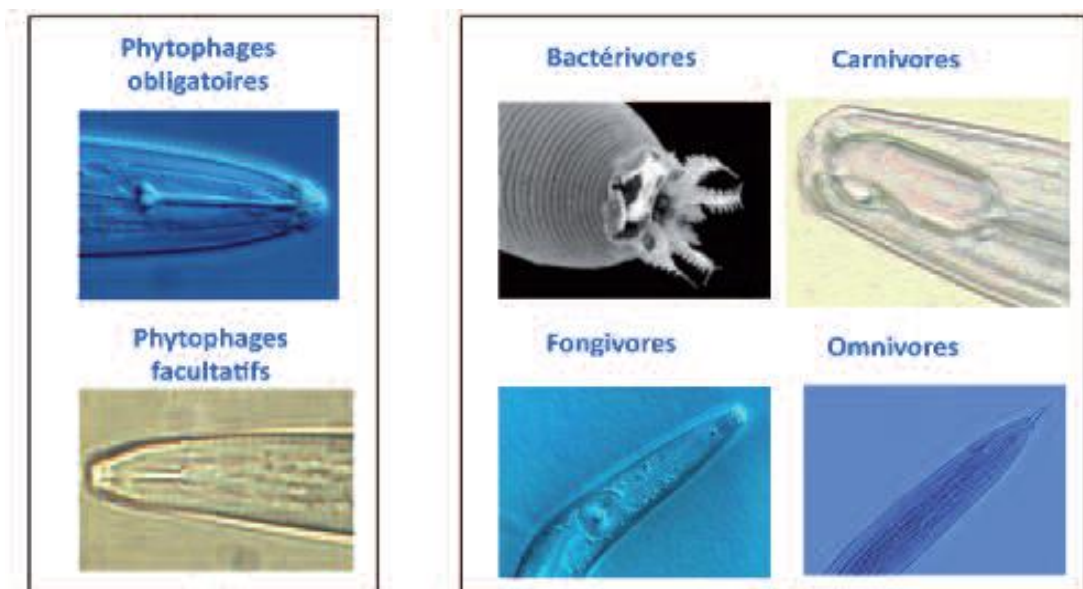 Phytophages
obligatoires
Phytophages
facultatifs
Bactérivores
Carnivores
Fongivores
Omnivores